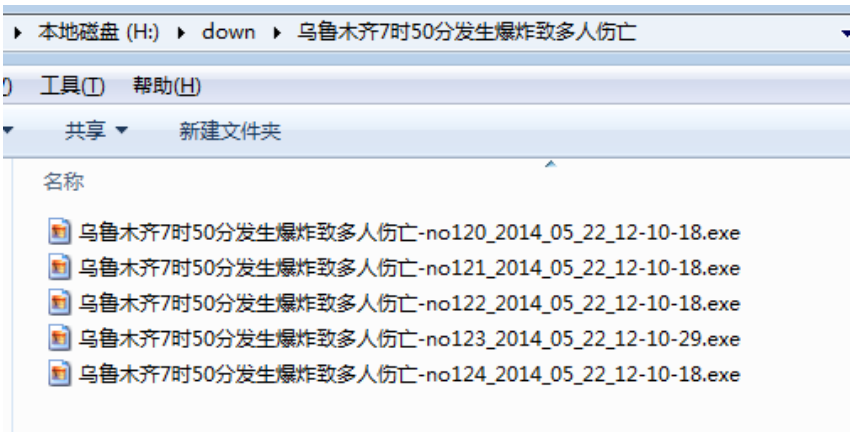 本地磁盘 (H:) ▸ down ▸ 乌鲁木齐7时50分发生爆炸致多人伤亡
工具(T) 帮助(H)
共享 新建文件夹
名称
乌鲁木齐7时50分发生爆炸致多人伤亡-no120_2014_05_22_12-10-18.exe
乌鲁木齐7时50分发生爆炸致多人伤亡-no121_2014_05_22_12-10-18.exe
乌鲁木齐7时50分发生爆炸致多人伤亡-no122_2014_05_22_12-10-18.exe
乌鲁木齐7时50分发生爆炸致多人伤亡-no123_2014_05_22_12-10-29.exe
乌鲁木齐7时50分发生爆炸致多人伤亡-no124_2014_05_22_12-10-18.exe